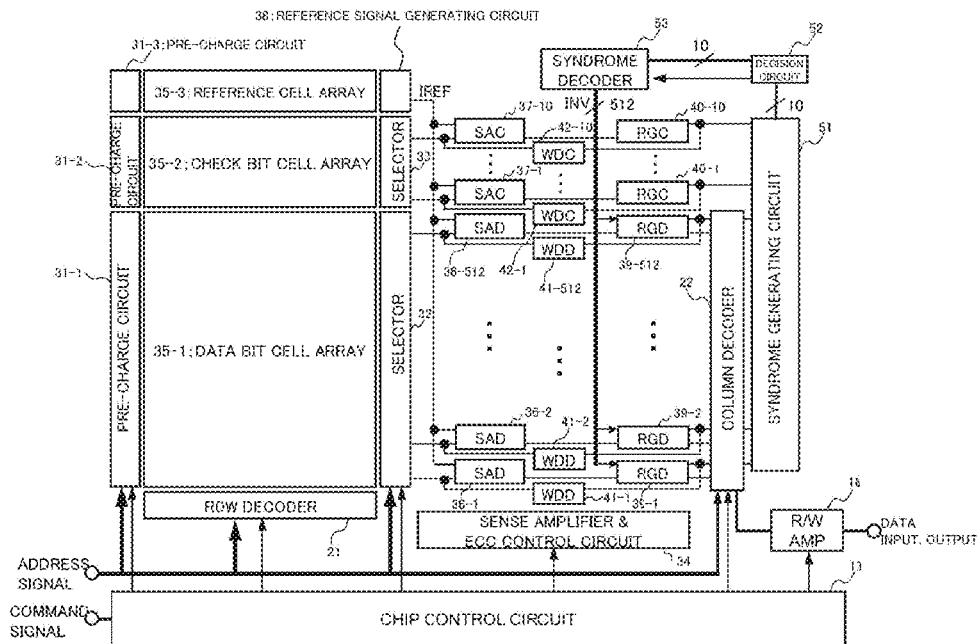 38; REFERENCE SIGNAL GENERATING CIRCUIT
31-3; PRE-CHARGE CIRCUIT
53
10
52
SYNDROME DECODER
DECISION CIRCUIT
35-3; REFERENCE CELL ARRAY
IREF
37-10
INV
512
40-10
10
51
31-2
PRE-CHARGE CIRCUIT
35-2; CHECK BIT CELL ARRAY
SELECTOR
33
SAC
42-10
WDC
RGC
37-1
40-1
SAC
WDC
RGC
SAD
WDD
RGD
36-512
42-1
41-512
39-512
22
31-1
PRE-CHARGE CIRCUIT
35-1; DATA BIT CELL ARRAY
SELECTOR
32
COLUMN DECODER
SYNDROME GENERATING CIRCUIT
36-2
41-2
39-2
SAD
WDD
RGD
SAD
WDD
RGD
36-1
41-1
39-1
ROW DECODER
21
SENSE AMPLIFIER & ECC CONTROL CIRCUIT
34
R/W AMP
DATA INPUT, OUTPUT
ADDRESS SIGNAL
13
COMMAND SIGNAL
CHIP CONTROL CIRCUIT